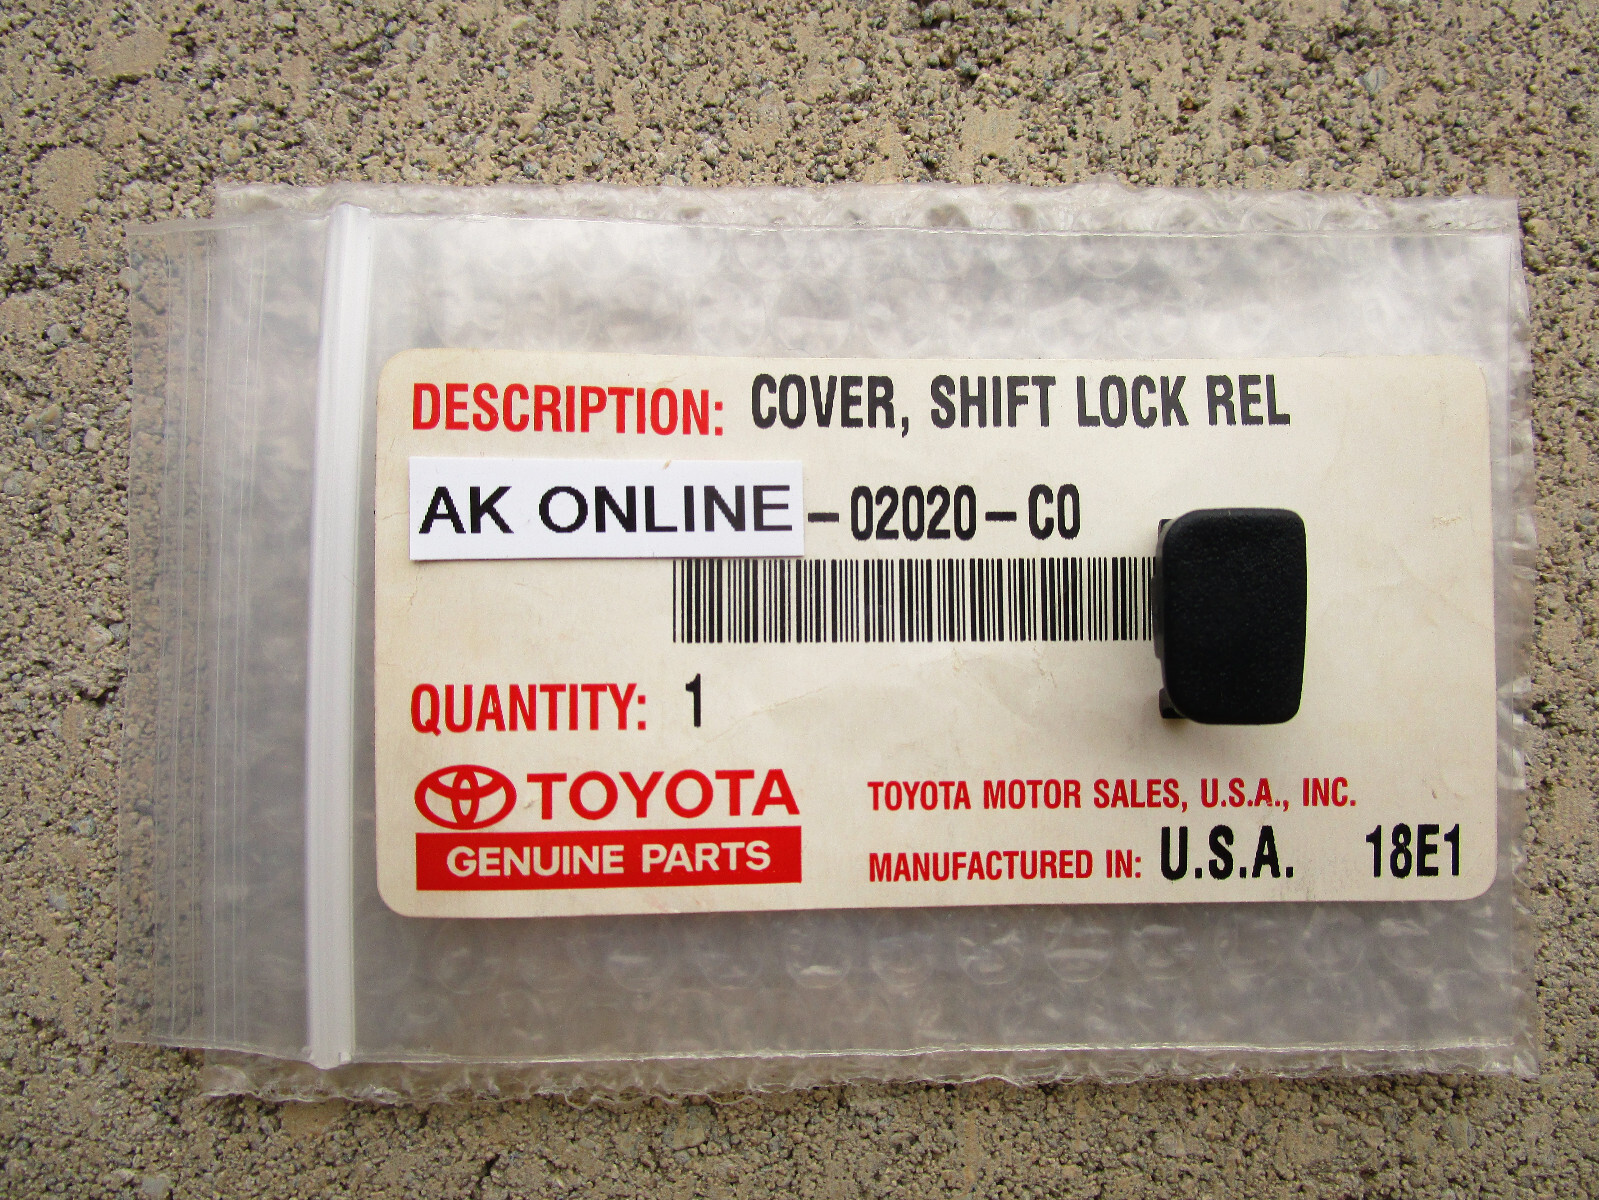 DESCRIPTION: COVER, SHIFT LOCK REL
AK ONLINE -02020-C0
QUANTITY: 1
TOYOTA
GENUINE PARTS
TOYOTA MOTOR SALES, U.S.A., INC.
MANUFACTURED IN: U.S.A. 18E1